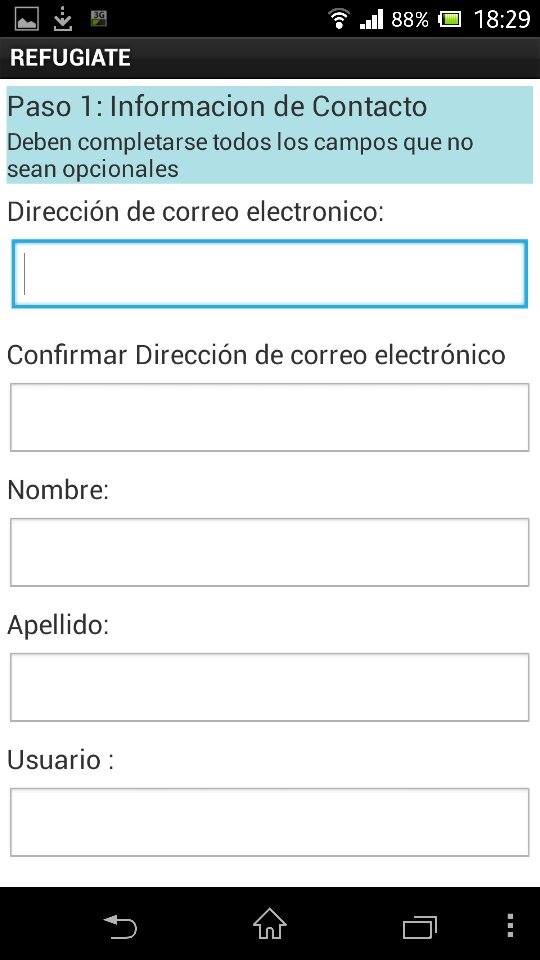 3G
88%
18:29
REFUGIATE
Paso 1: Informacion de Contacto
Deben completarse todos los campos que no
sean opcionales
Dirección de correo electronico:
Confirmar Dirección de correo electrónico
Nombre:
Apellido:
Usuario :